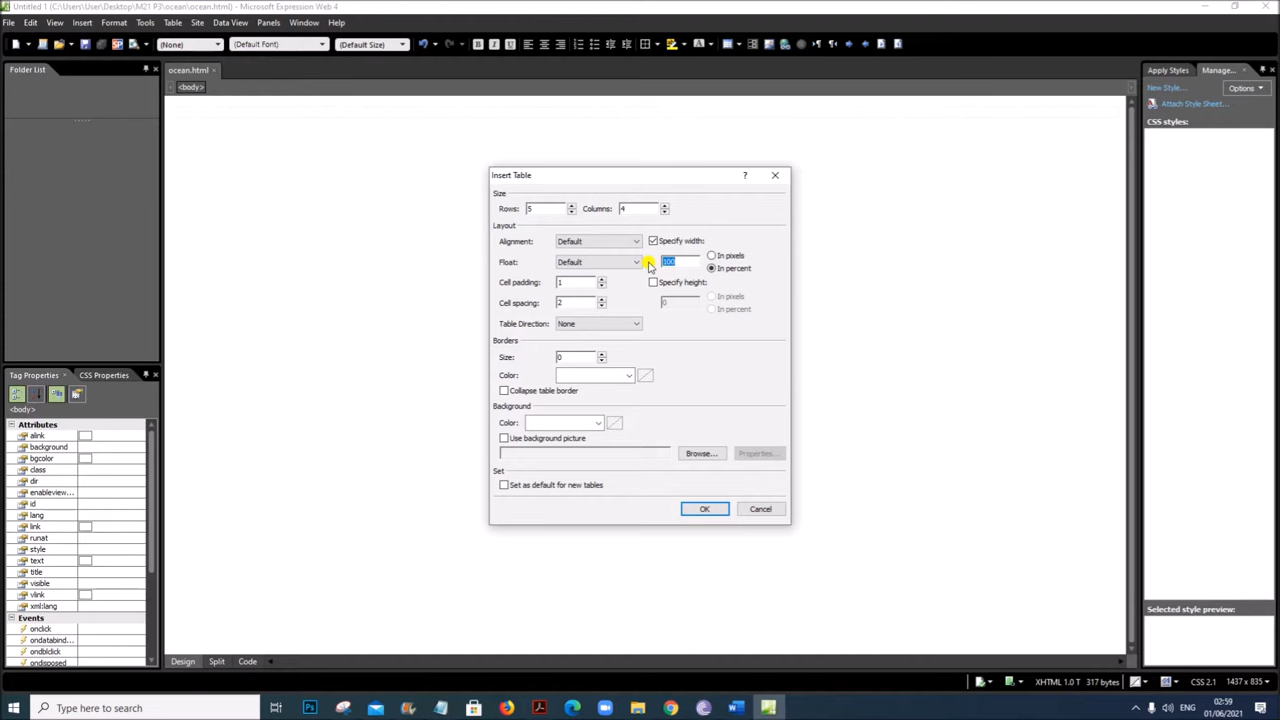 Untitled 1 (C:\Users\User\Desktop\M21 P3\ocean\ocean.html) - Microsoft Expression Web 4
File Edit View Insert Format Tools Table Site Data View Panels Window Help
(None) (Default Font) (Default Size)
Folder List
ocean.html
<body>
Apply Styles Manage...
New Style... Options
Attach Style Sheet...
CSS styles:
Insert Table
Size
Rows: 5 Columns: 4
Layout
Alignment: Default Specify width:
In pixels
Float: Default 100
In percent
Cell padding: 1 Specify height:
In pixels
Cell spacing: 2 0
In percent
Table Direction: None
Borders
Size: 0
Color:
Collapse table border
Background
Color:
Use background picture
Browse... Properties...
Set
Set as default for new tables
OK Cancel
Tag Properties CSS Properties
<body>
Attributes
alink
background
bgcolor
class
dir
enableview...
id
lang
link
runat
style
text
title
visible
vlink
xml:lang
Events
onclick
ondatabind...
ondblclick
ondisposed
Selected style preview:
Design Split Code
XHTML 1.0 T 317 bytes CSS 2.1 1437 x 835
Type here to search
ENG
02:59
01/06/2021